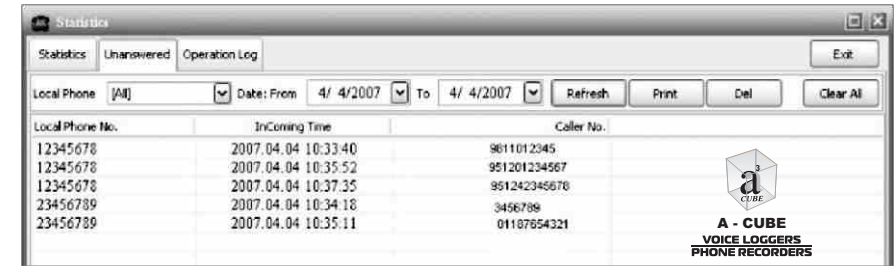 Statistics
Statistics Unanswered Operation Log Exit
Local Phone [All] Date: From 4/ 4/2007 To 4/ 4/2007 Refresh Print Del Clear All
Local Phone No. InComing Time Caller No.
12345678 2007.04.04 10:33:40 9811012345
12345678 2007.04.04 10:35:52 951201234567
12345678 2007.04.04 10:37:35 951242345678
23456789 2007.04.04 10:34:18 3456789
23456789 2007.04.04 10:35:11 01187654321
a3
CUBE
A - CUBE
VOICE LOGGERS
PHONE RECORDERS